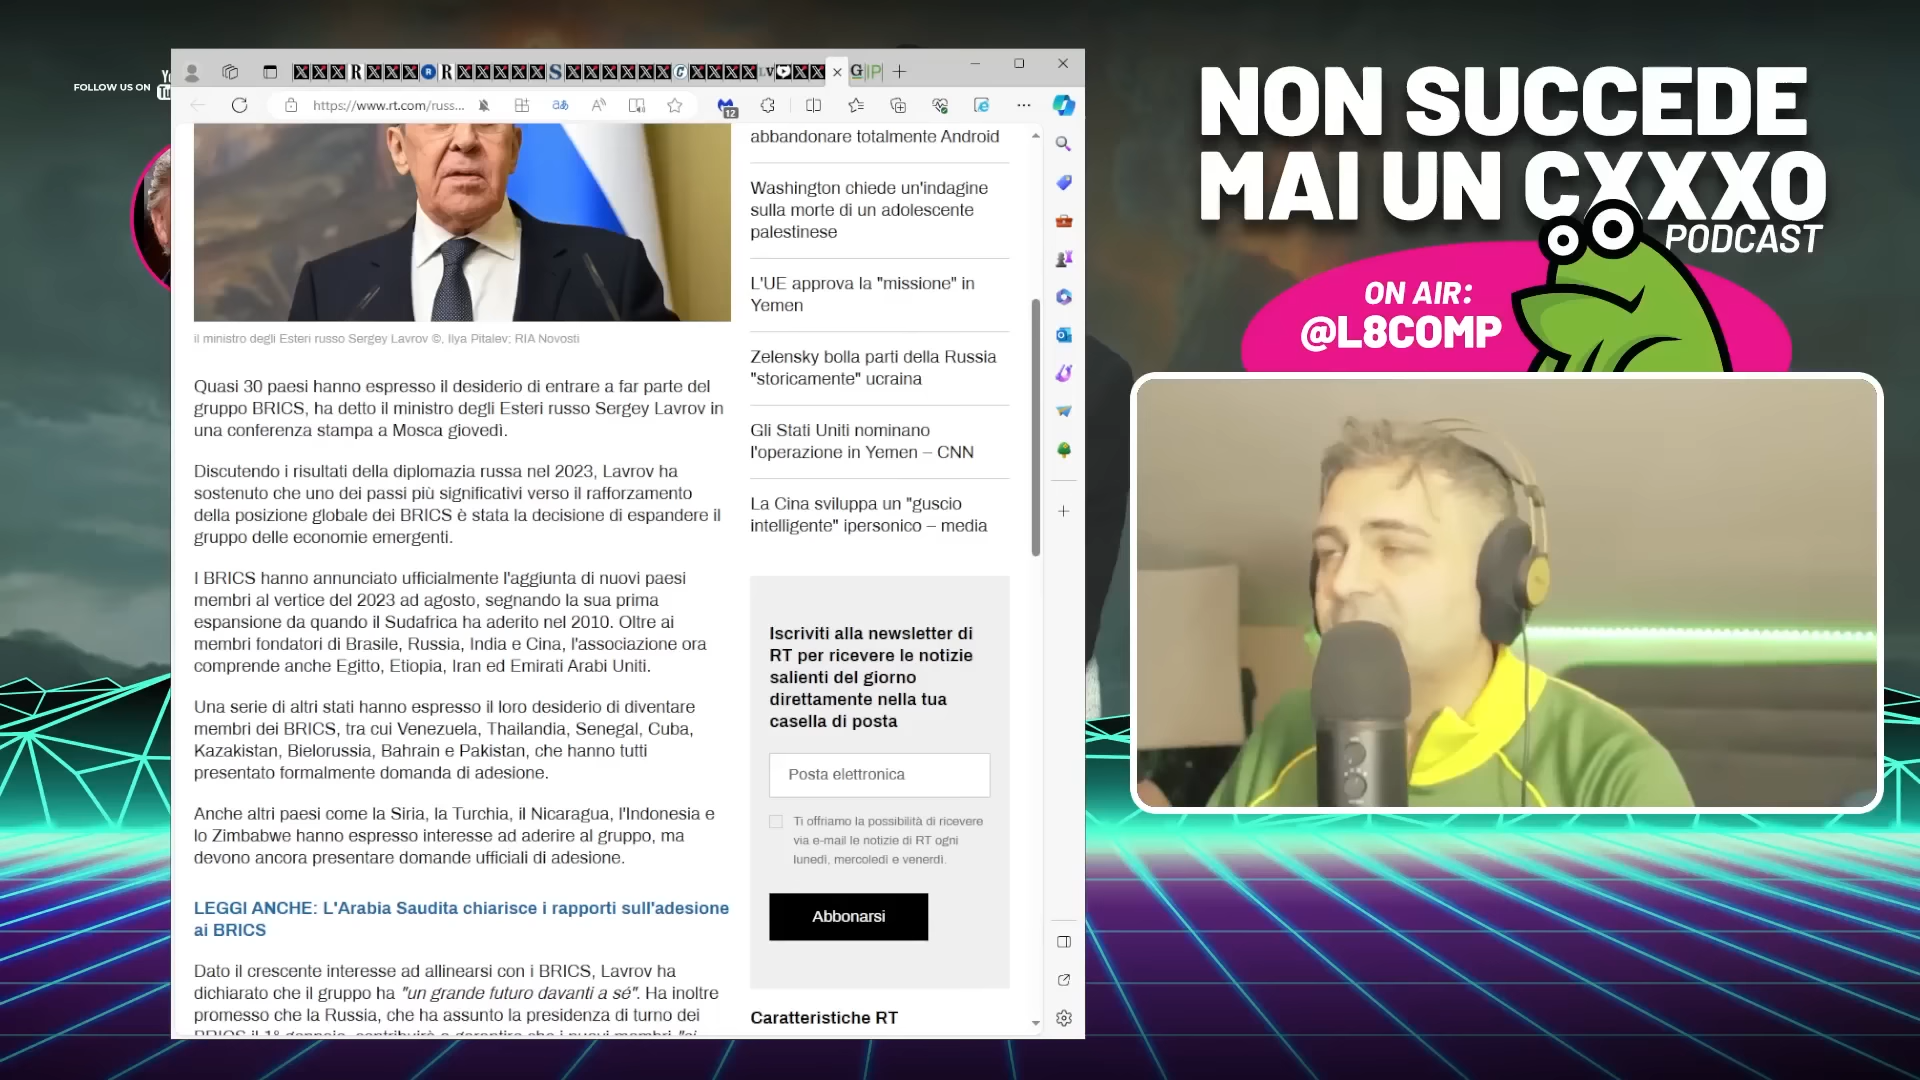 FOLLOW US ON
https://www.rt.com/russ...
12
il ministro degli Esteri russo Sergey Lavrov ©, Ilya Pitalev; RIA Novosti
Quasi 30 paesi hanno espresso il desiderio di entrare a far parte del
gruppo BRICS, ha detto il ministro degli Esteri russo Sergey Lavrov in
una conferenza stampa a Mosca giovedì.
Discutendo i risultati della diplomazia russa nel 2023, Lavrov ha
sostenuto che uno dei passi più significativi verso il rafforzamento
della posizione globale dei BRICS è stata la decisione di espandere il
gruppo delle economie emergenti.
I BRICS hanno annunciato ufficialmente l'aggiunta di nuovi paesi
membri al vertice del 2023 ad agosto, segnando la sua prima
espansione da quando il Sudafrica ha aderito nel 2010. Oltre ai
membri fondatori di Brasile, Russia, India e Cina, l'associazione ora
comprende anche Egitto, Etiopia, Iran ed Emirati Arabi Uniti.
Una serie di altri stati hanno espresso il loro desiderio di diventare
membri dei BRICS, tra cui Venezuela, Thailandia, Senegal, Cuba,
Kazakistan, Bielorussia, Bahrain e Pakistan, che hanno tutti
presentato formalmente domanda di adesione.
Anche altri paesi come la Siria, la Turchia, il Nicaragua, l'Indonesia e
lo Zimbabwe hanno espresso interesse ad aderire al gruppo, ma
devono ancora presentare domande ufficiali di adesione.
LEGGI ANCHE: L'Arabia Saudita chiarisce i rapporti sull'adesione
ai BRICS
Dato il crescente interesse ad allinearsi con i BRICS, Lavrov ha
dichiarato che il gruppo ha "un grande futuro davanti a sé". Ha inoltre
promesso che la Russia, che ha assunto la presidenza di turno dei
BRICS il 1° gennaio, contribuirà a garantire che i nuovi membri "si
abbandonare totalmente Android
Washington chiede un'indagine
sulla morte di un adolescente
palestinese
L'UE approva la "missione" in
Yemen
Zelensky bolla parti della Russia
"storicamente" ucraina
Gli Stati Uniti nominano
l'operazione in Yemen – CNN
La Cina sviluppa un "guscio
intelligente" ipersonico – media
Iscriviti alla newsletter di
RT per ricevere le notizie
salienti del giorno
direttamente nella tua
casella di posta
Posta elettronica
Ti offriamo la possibilità di ricevere
via e-mail le notizie di RT ogni
lunedì, mercoledì e venerdì.
Abbonarsi
Caratteristiche RT
NON SUCCEDE
MAI UN CXXXO
PODCAST
ON AIR:
@L8COMP